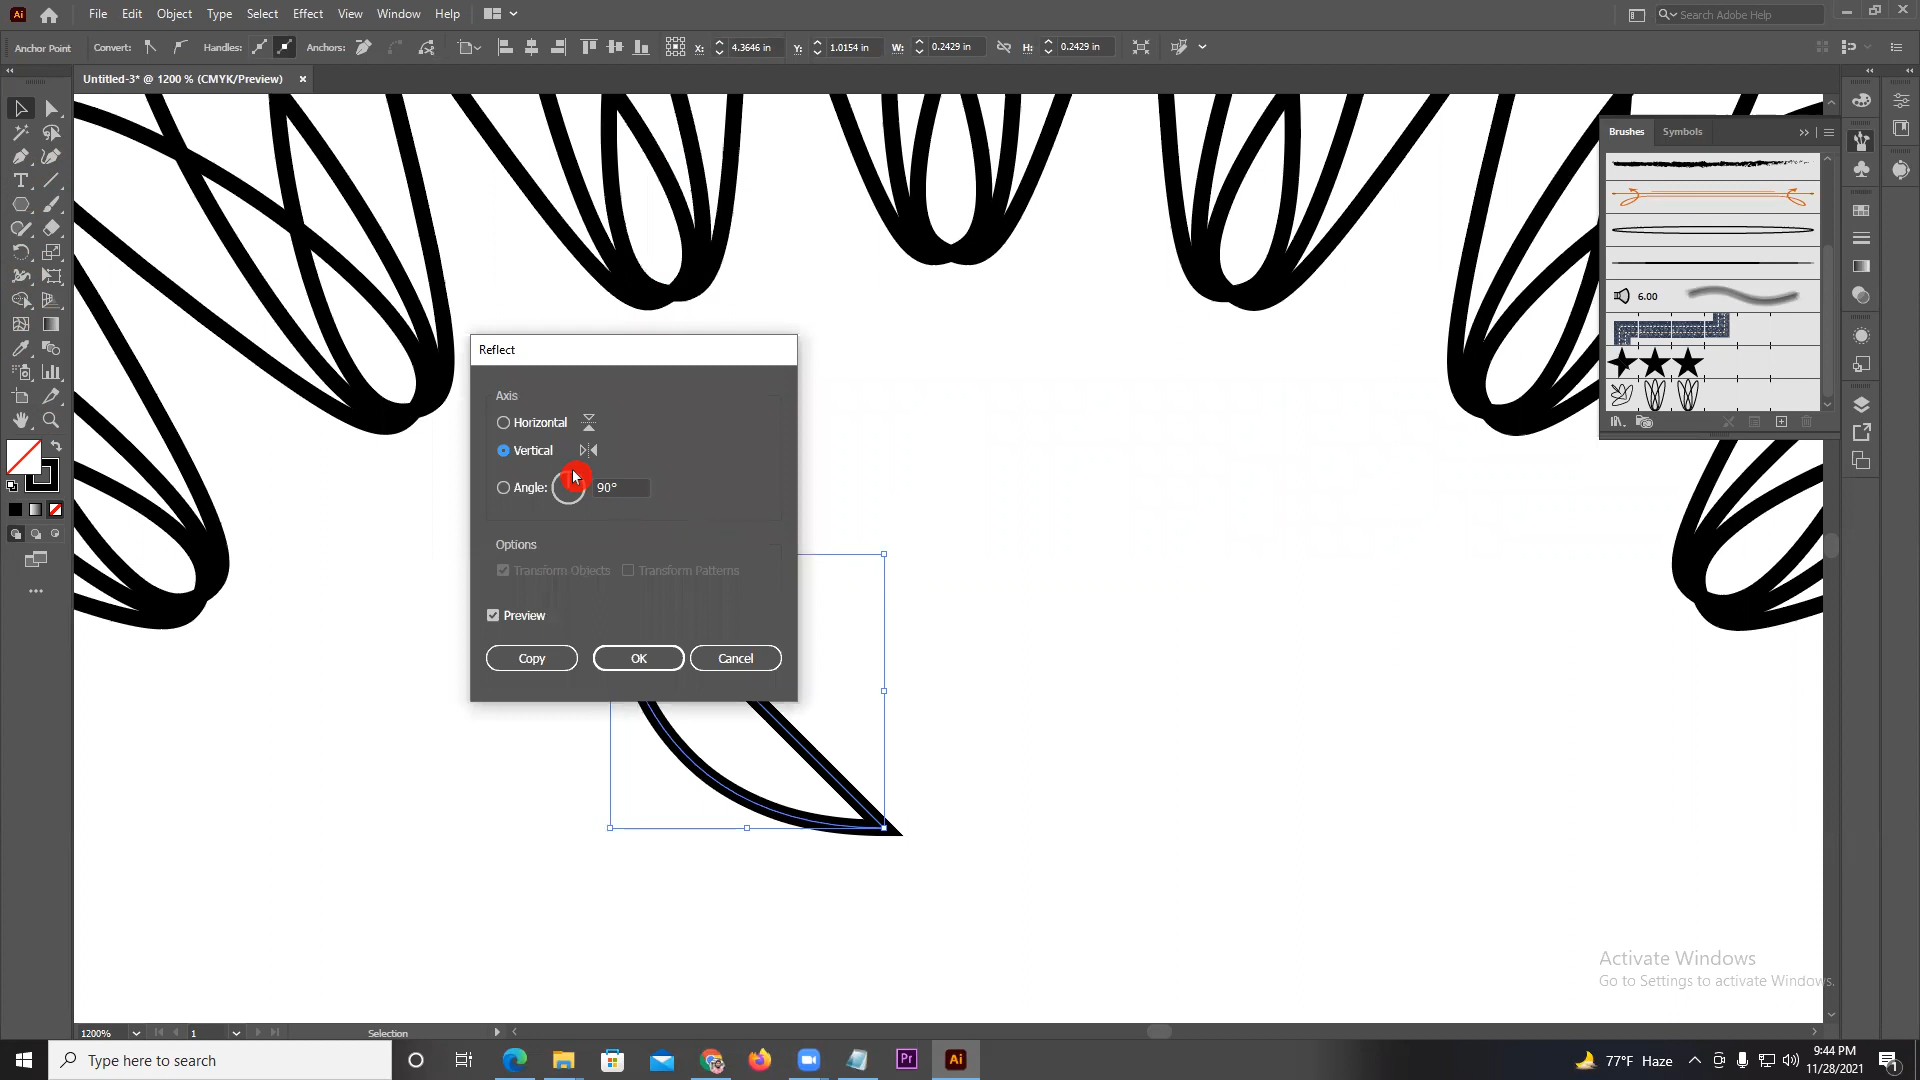 Ai File Edit Object Type Select Effect View Window Help Search Adobe Help
Anchor Point Convert: Handles: Anchors: X: 4.3646 in Y: 1.0154 in W: 0.2429 in H: 0.2429 in
Untitled-3* @ 1200 % (CMYK/Preview) ×
Brushes Symbols
6.00
Reflect
Axis
Horizontal
Vertical
Angle: 90°
Options
Transform Objects Transform Patterns
Preview
Copy OK Cancel
Activate Windows
Go to Settings to activate Windows.
1200% 1 Selection
Type here to search Pr Ai 77°F Haze 9:44 PM
11/28/2021 1